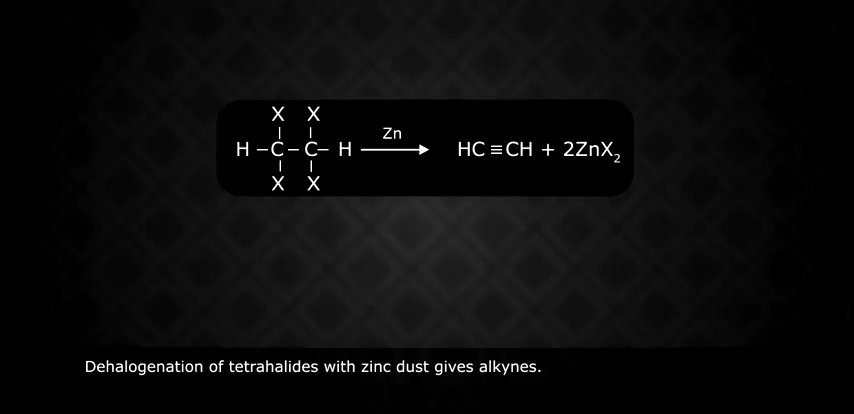 X X
Zn
H – C – C – H ⟶ HC ≡ CH + 2ZnX₂
X X
Dehalogenation of tetrahalides with zinc dust gives alkynes.